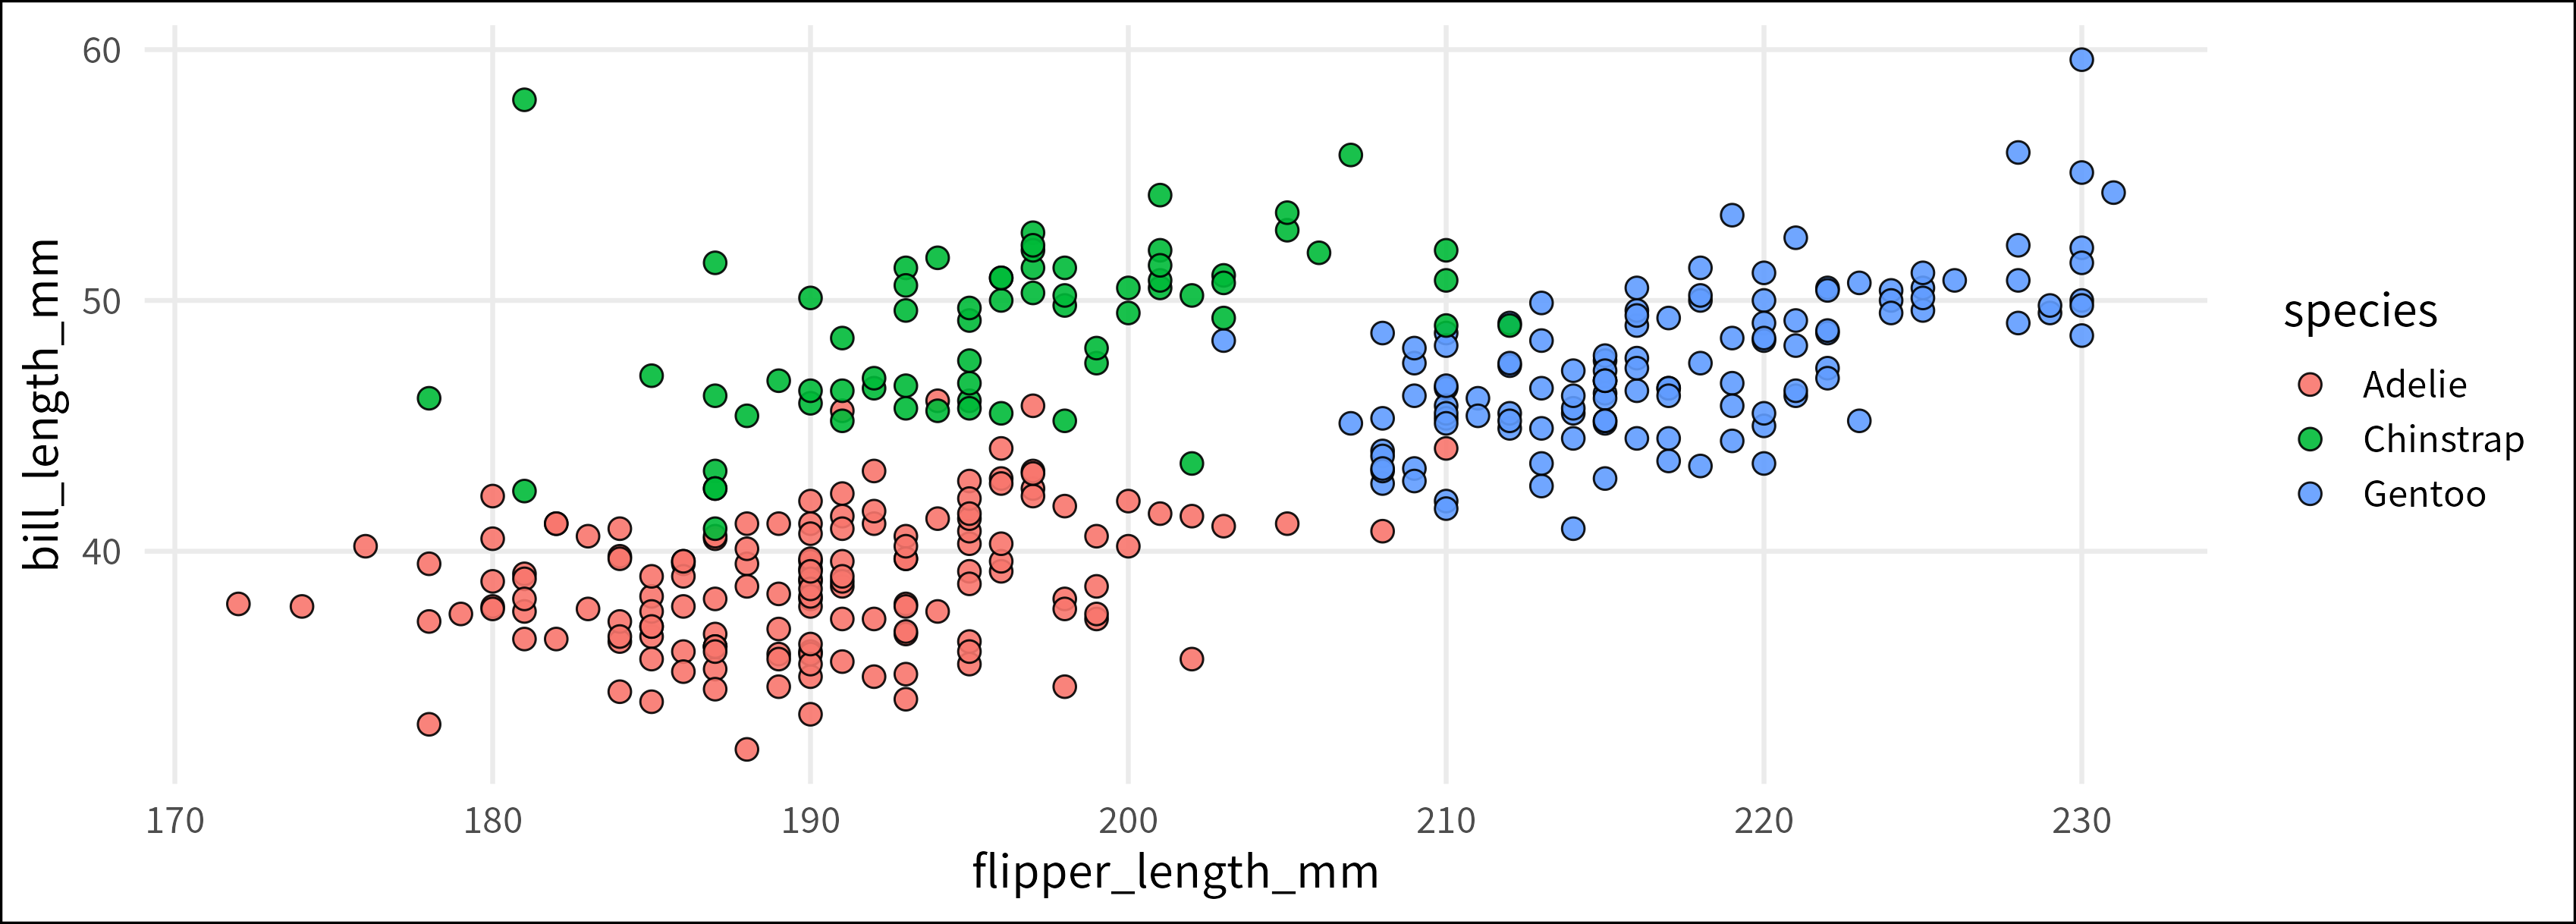 60
50
40
bill_length_mm
170 180 190 200 210 220 230
flipper_length_mm
species
Adelie
Chinstrap
Gentoo